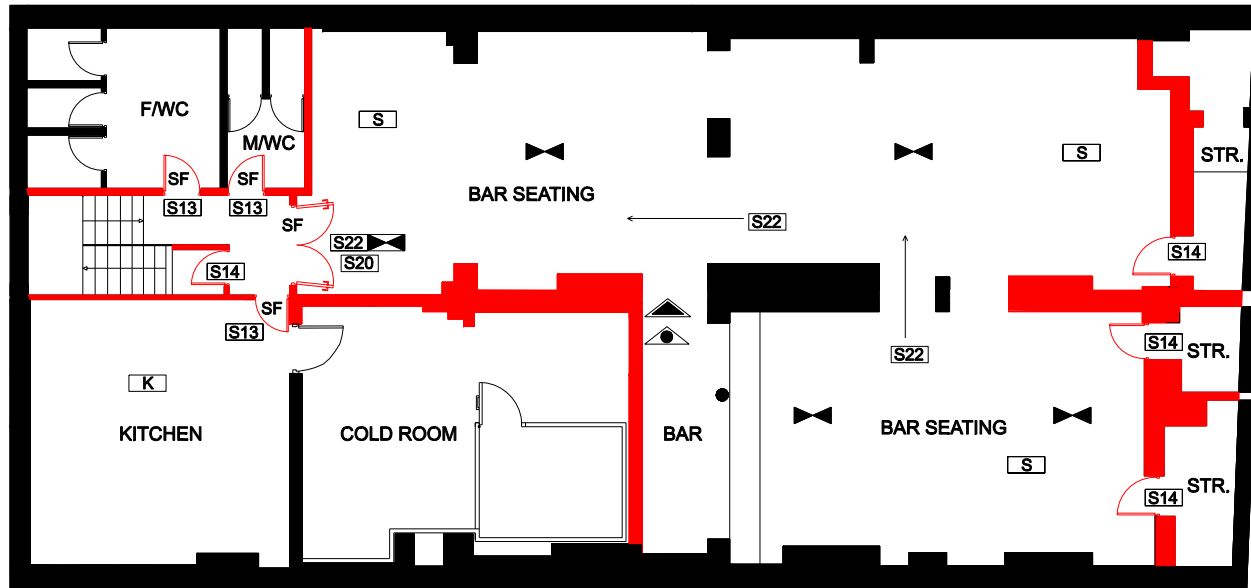 F/WC
M/WC
S
S
STR.
SF
SF
BAR SEATING
S13
S13
SF
S22
S22
S14
S20
S14
SF
S13
S14
STR.
S22
K
KITCHEN
COLD ROOM
BAR
BAR SEATING
S
STR.
S14